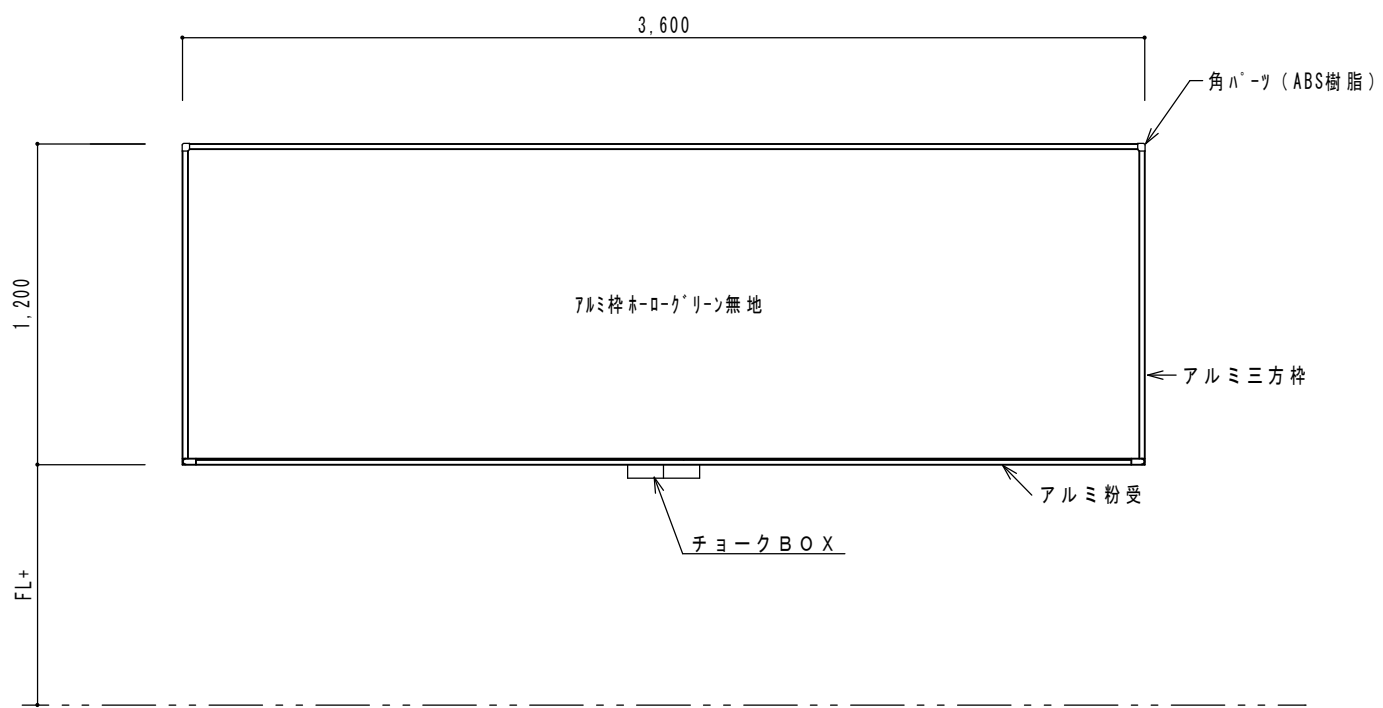 3,600
角ﾊﾟｰﾂ(ABS樹脂)
1,200
ｱﾙﾐ枠ﾎｰﾛｰｸﾞﾘｰﾝ無地
アルミ三方枠
アルミ粉受
チョークＢＯＸ
FL+